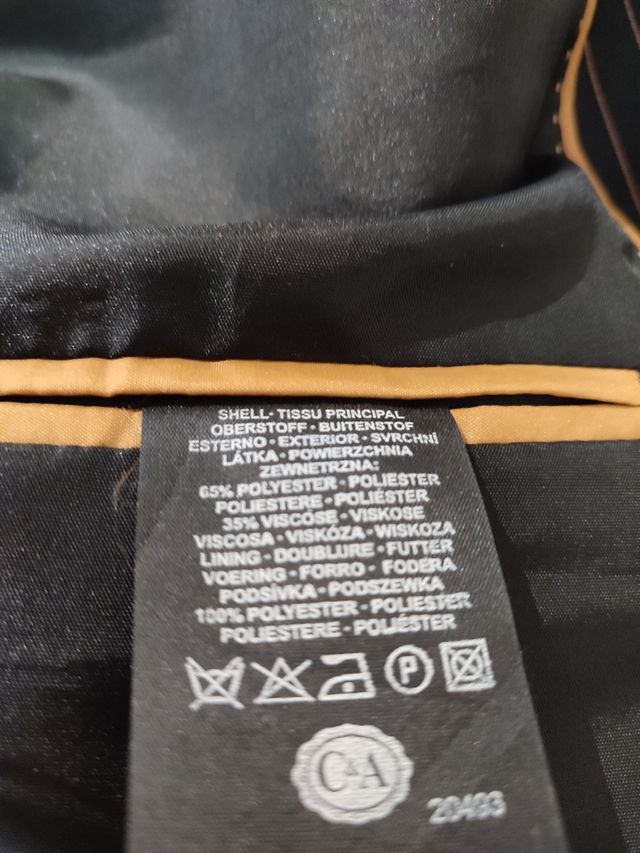 SHELL · TISSU PRINCIPAL
OBERSTOFF · BUITENSTOF
ESTERNO · EXTERIOR · SVRCHNÍ
LÁTKA · POWIERZCHNIA
ZEWNETRZNA:
65% POLYESTER · POLIESTER
POLIESTERE · POLIÉSTER
35% VISCOSE · VISKOSE
VISCOSA · VISKÓZA · WISKOZA
LINING · DOUBLURE · FUTTER
VOERING · FORRO · FODERA
PODSÍVKA · PODSZEWKA
100% POLYESTER · POLIESTER
POLIESTERE · POLIÉSTER
P
C&A
20493